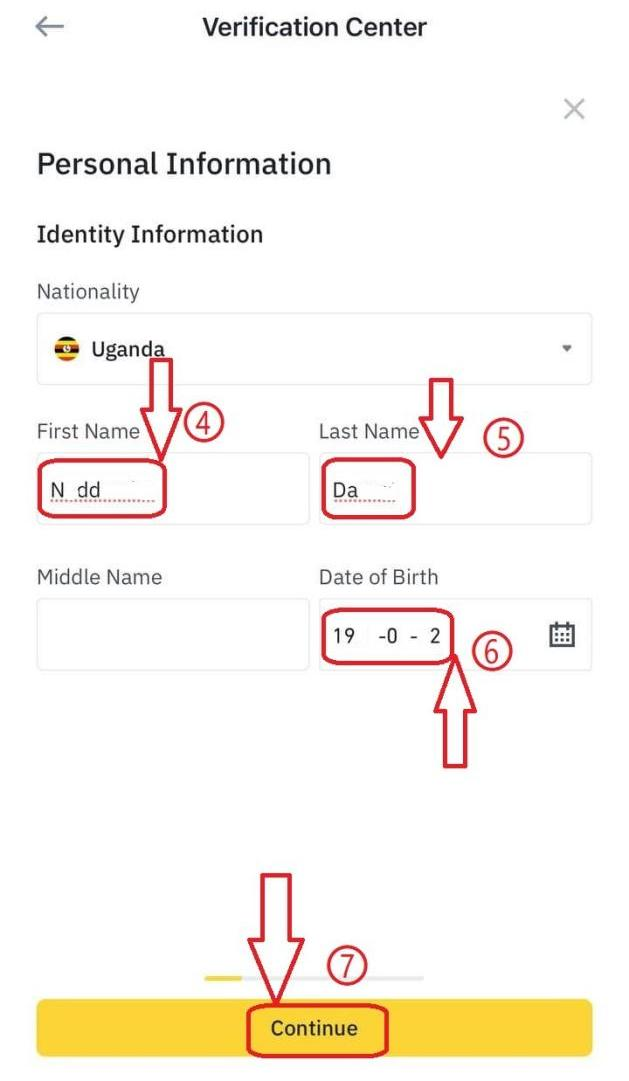 Verification Center
Personal Information
Identity Information
Nationality
Uganda
④
First Name
Last Name
⑤
N dd
Da
Middle Name
Date of Birth
19 -0 - 2
⑥
⑦
Continue